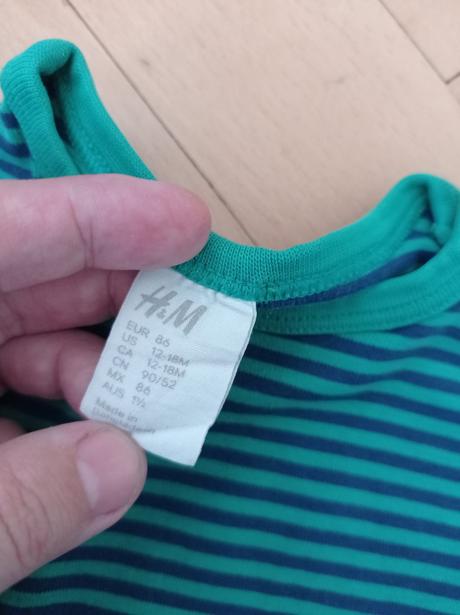 H&M
EUR 86
US 12-18M
CA 12-18M
CN 90/52
MX 86
AUS 1½
Made in